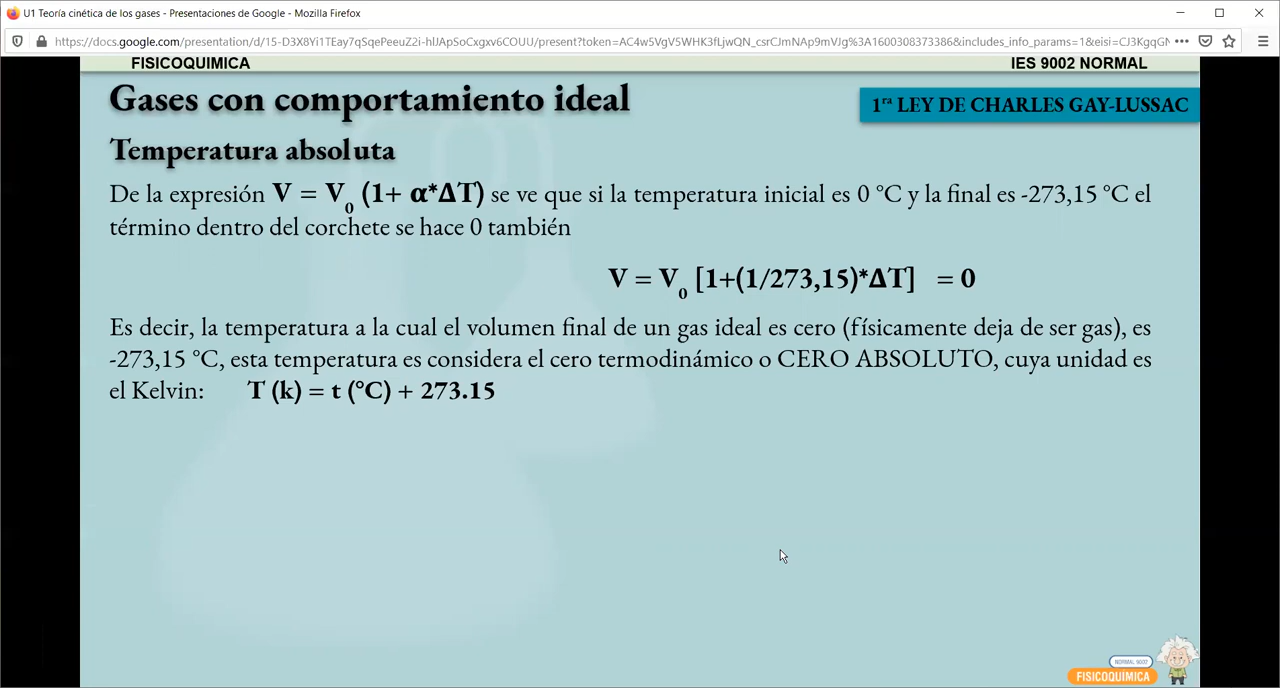 U1 Teoría cinética de los gases - Presentaciones de Google - Mozilla Firefox
https://docs.google.com/presentation/d/15-D3X8Yi1TEay7qSqePeeuZ2i-hlJApSoCxgxv6COUU/present?token=AC4w5VgV5WHK3fLjwQN_csrCJmNAp9mVJg%3A1600308373386&includes_info_params=1&eisi=CJ3KgqGN
FISICOQUIMICA IES 9002 NORMAL
Gases con comportamiento ideal
1ra LEY DE CHARLES GAY-LUSSAC
Temperatura absoluta
De la expresión V = V0 (1+ α*ΔT) se ve que si la temperatura inicial es 0 °C y la final es -273,15 °C el
término dentro del corchete se hace 0 también
V = V0 [1+(1/273,15)*ΔT] = 0
Es decir, la temperatura a la cual el volumen final de un gas ideal es cero (físicamente deja de ser gas), es
-273,15 °C, esta temperatura es considera el cero termodinámico o CERO ABSOLUTO, cuya unidad es
el Kelvin: T (k) = t (°C) + 273.15
NORMAL 9002
FISICOQUÍMICA